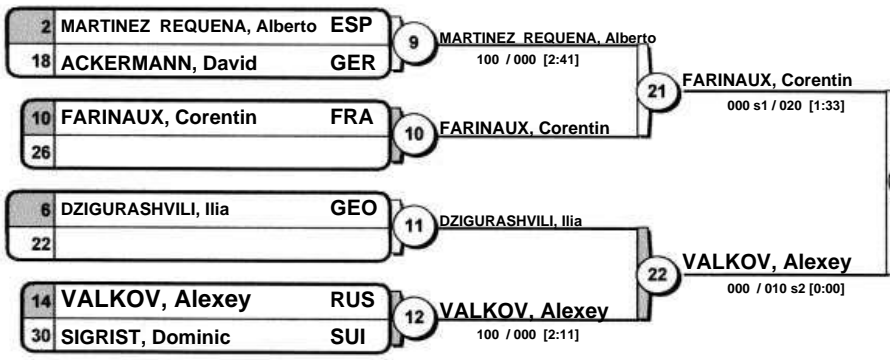 2 MARTINEZ REQUENA, Alberto ESP
18 ACKERMANN, David GER
9
MARTINEZ REQUENA, Alberto
100 / 000 [2:41]
10 FARINAUX, Corentin FRA
26
10
FARINAUX, Corentin
21
FARINAUX, Corentin
000 s1 / 020 [1:33]
6 DZIGURASHVILI, Ilia GEO
22
11
DZIGURASHVILI, Ilia
14 VALKOV, Alexey RUS
30 SIGRIST, Dominic SUI
12
VALKOV, Alexey
100 / 000 [2:11]
22
VALKOV, Alexey
000 / 010 s2 [0:00]